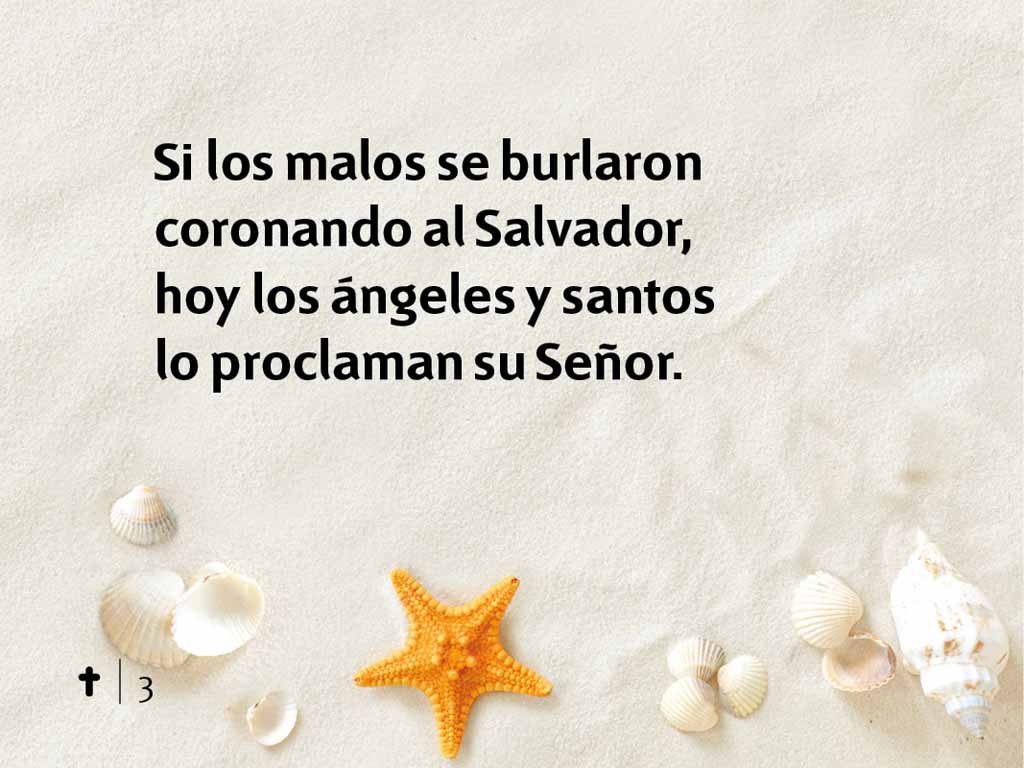 Si los malos se burlaron
coronando al Salvador,
hoy los ángeles y santos
lo proclaman su Señor.
3